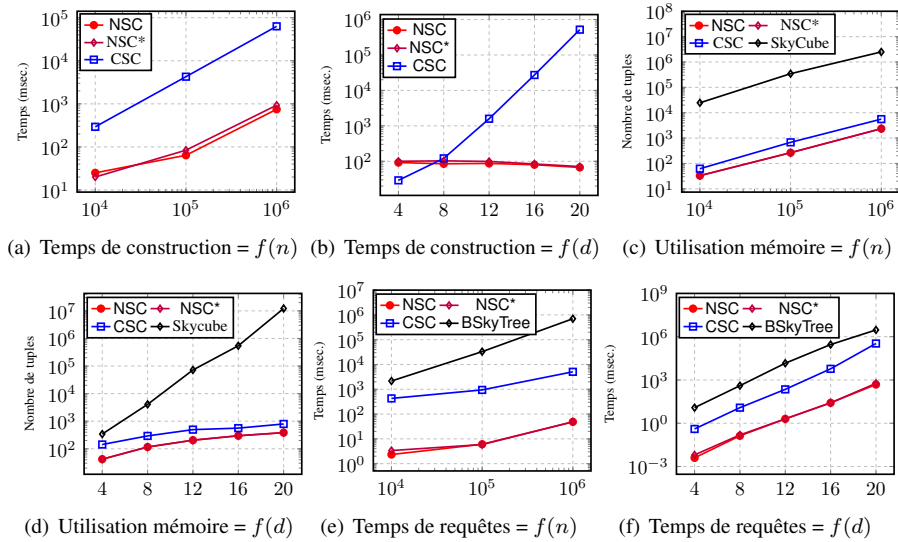 NSC
NSC*
CSC
Temps (msec.)
10^5
10^4
10^3
10^2
10^1
10^4 10^5 10^6
(a) Temps de construction = f(n)
NSC
NSC*
CSC
Temps (msec.)
10^6
10^4
10^2
4 8 12 16 20
(b) Temps de construction = f(d)
NSC NSC*
CSC SkyCube
Nombre de tuples
10^8
10^7
10^6
10^5
10^4
10^3
10^2
10^1
10^4 10^5 10^6
(c) Utilisation mémoire = f(n)
NSC NSC*
CSC Skycube
Nombre de tuples
10^7
10^6
10^5
10^4
10^3
10^2
4 8 12 16 20
(d) Utilisation mémoire = f(d)
NSC NSC*
CSC BSkyTree
Temps (msec.)
10^7
10^6
10^5
10^4
10^3
10^2
10^1
10^0
10^4 10^5 10^6
(e) Temps de requêtes = f(n)
NSC NSC*
CSC BSkyTree
Temps (msec.)
10^9
10^6
10^3
10^0
10^−3
4 8 12 16 20
(f) Temps de requêtes = f(d)